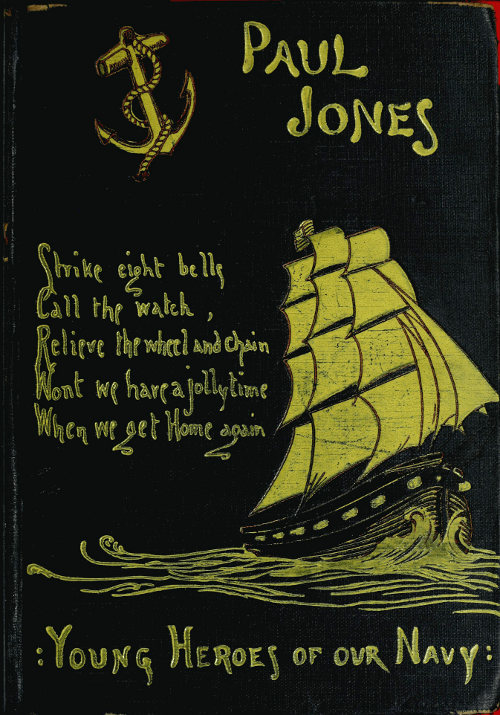 PAUL
JONES
Strike eight bells
Call the watch ,
Relieve the wheel and chain
Wont we have a jolly time
When we get Home again
:YOUNG HEROES OF OUR NAVY: